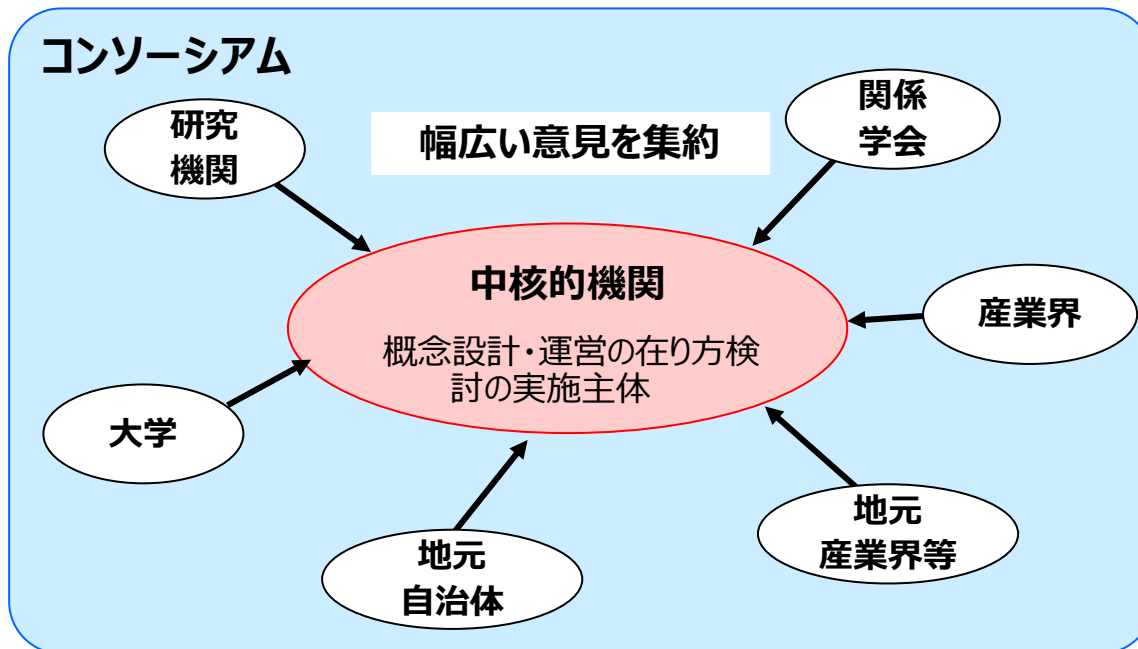 コンソーシアム
研究
機関
幅広い意見を集約
関係
学会
中核的機関
概念設計・運営の在り方検
討の実施主体
産業界
大学
地元
自治体
地元
産業界等